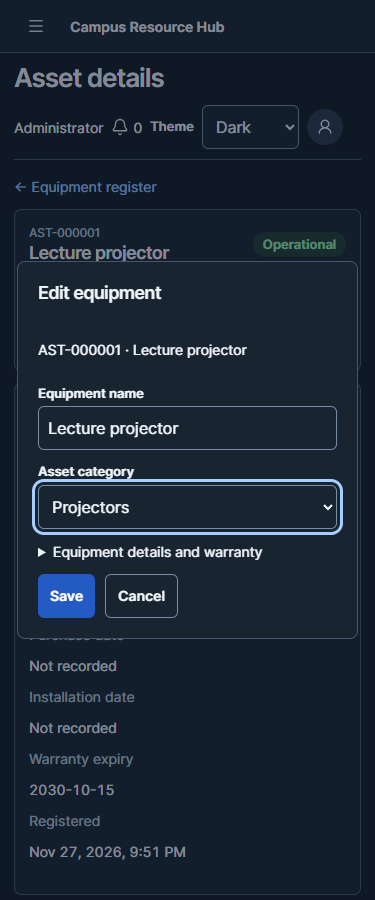 Campus Resource Hub
Asset details
Administrator 0 Theme Dark
← Equipment register
AST-000001
Lecture projector
Operational
Edit equipment
AST-000001 · Lecture projector
Equipment name
Lecture projector
Asset category
Projectors
Equipment details and warranty
Save Cancel
Purchase date
Not recorded
Installation date
Not recorded
Warranty expiry
2030-10-15
Registered
Nov 27, 2026, 9:51 PM